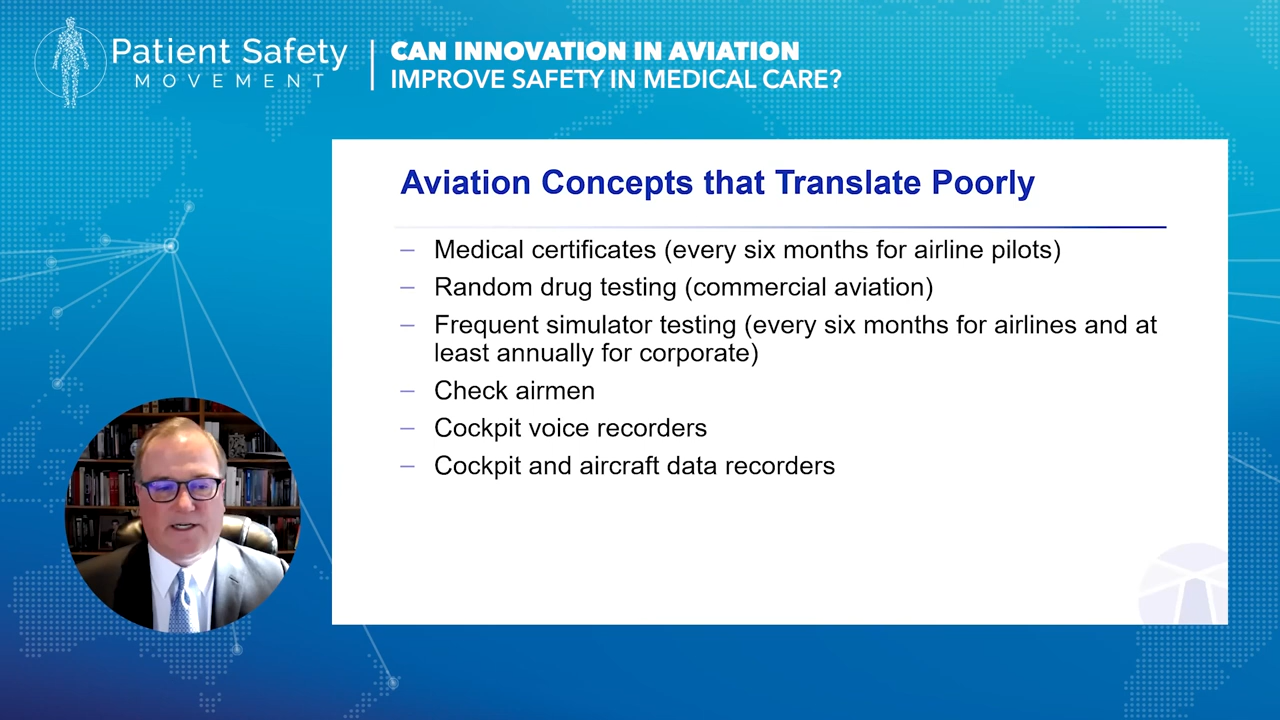 Patient Safety
MOVEMENT
CAN INNOVATION IN AVIATION
IMPROVE SAFETY IN MEDICAL CARE?
Aviation Concepts that Translate Poorly
– Medical certificates (every six months for airline pilots)
– Random drug testing (commercial aviation)
– Frequent simulator testing (every six months for airlines and at
least annually for corporate)
– Check airmen
– Cockpit voice recorders
– Cockpit and aircraft data recorders